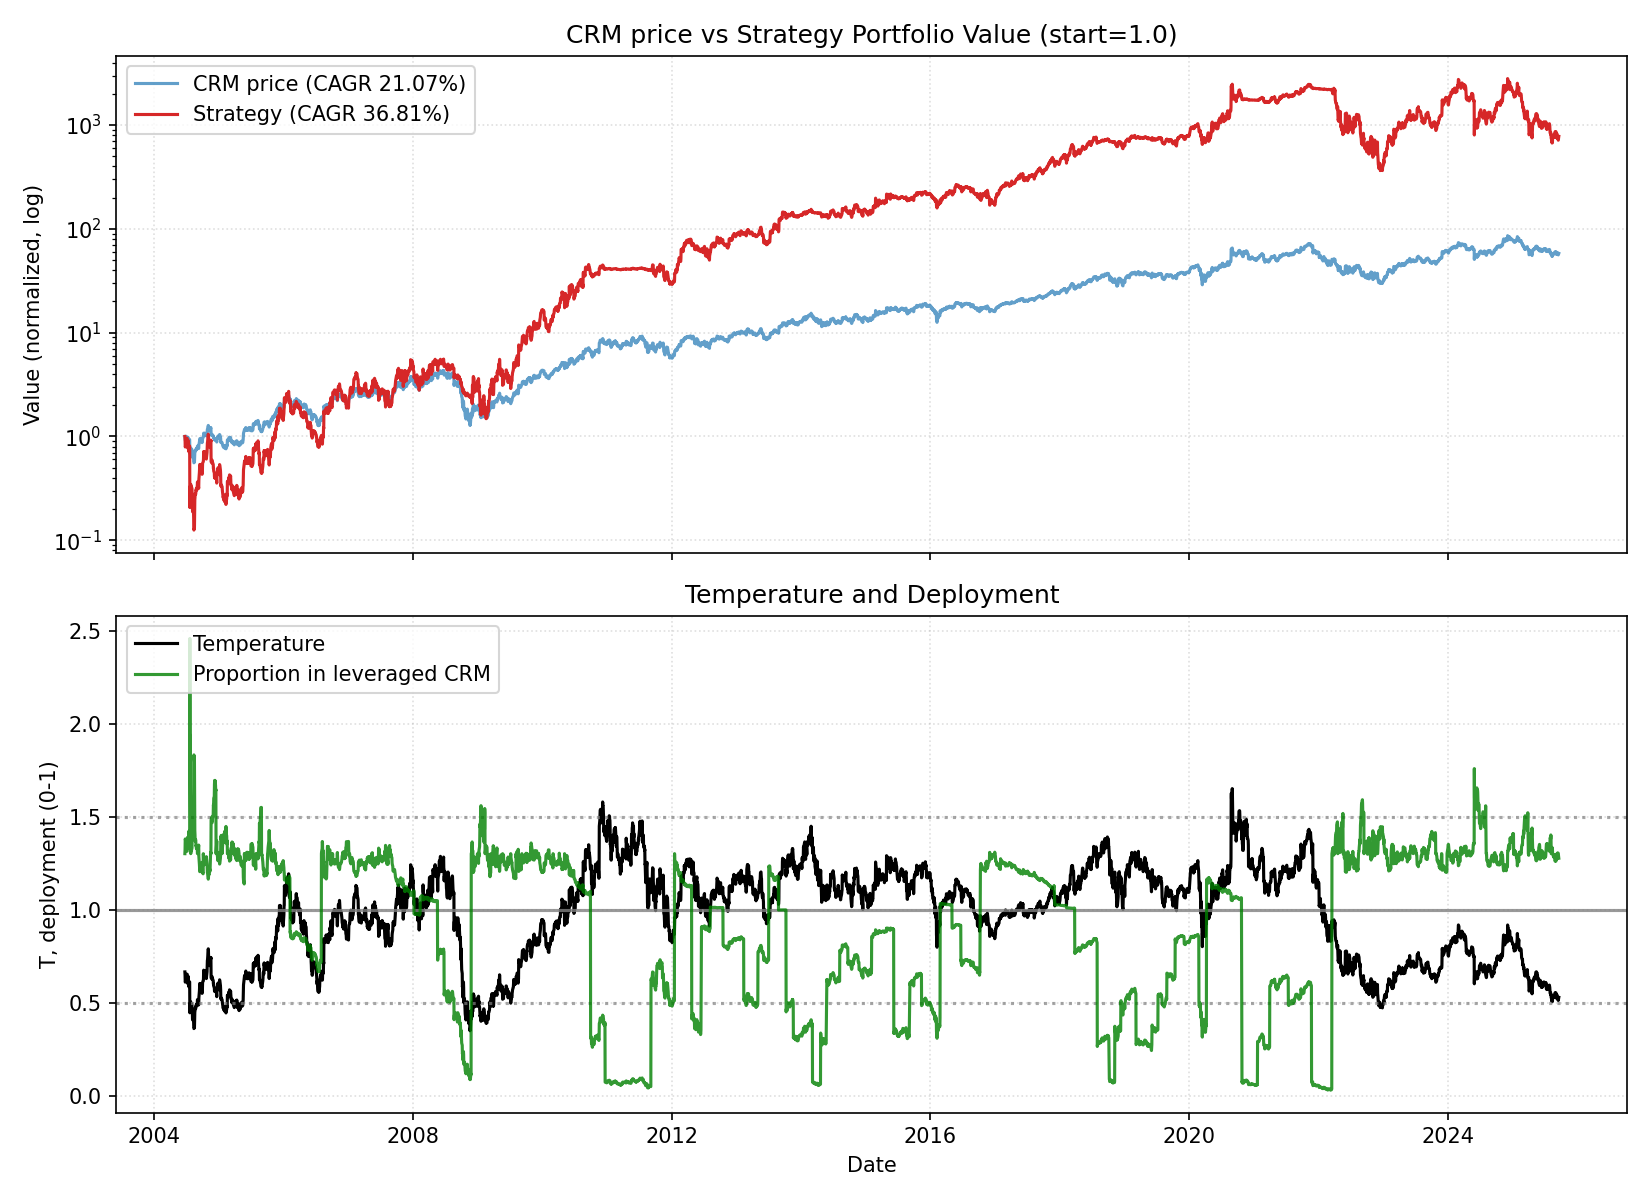 CRM price vs Strategy Portfolio Value (start=1.0)
CRM price (CAGR 21.07%)
Strategy (CAGR 36.81%)
Value (normalized, log)
10³
10²
10¹
10⁰
10⁻¹
Temperature and Deployment
Temperature
Proportion in leveraged CRM
T, deployment (0-1)
2.5
2.0
1.5
1.0
0.5
0.0
2004 2008 2012 2016 2020 2024
Date